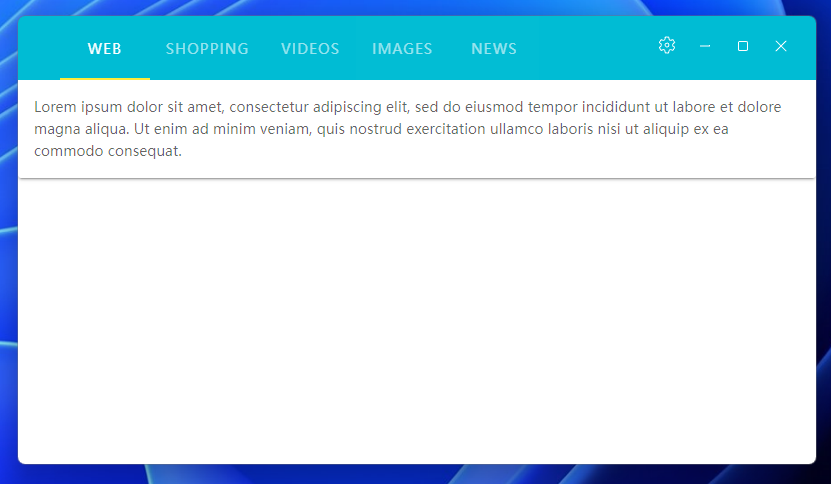 WEB SHOPPING VIDEOS IMAGES NEWS
Lorem ipsum dolor sit amet, consectetur adipiscing elit, sed do eiusmod tempor incididunt ut labore et dolore
magna aliqua. Ut enim ad minim veniam, quis nostrud exercitation ullamco laboris nisi ut aliquip ex ea
commodo consequat.